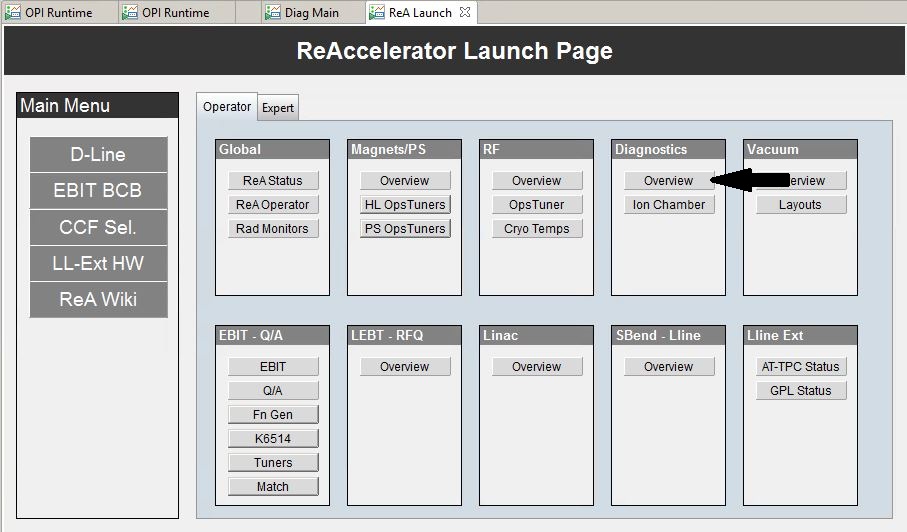 OPI Runtime
OPI Runtime
Diag Main
ReA Launch
ReAccelerator Launch Page
Main Menu
D-Line
EBIT BCB
CCF Sel.
LL-Ext HW
ReA Wiki
Operator
Expert
Global
ReA Status
ReA Operator
Rad Monitors
Magnets/PS
Overview
HL OpsTuners
PS OpsTuners
RF
Overview
OpsTuner
Cryo Temps
Diagnostics
Overview
Ion Chamber
Vacuum
Layouts
EBIT - Q/A
EBIT
Q/A
Fn Gen
K6514
Tuners
Match
LEBT - RFQ
Overview
Linac
Overview
SBend - Lline
Overview
Lline Ext
AT-TPC Status
GPL Status